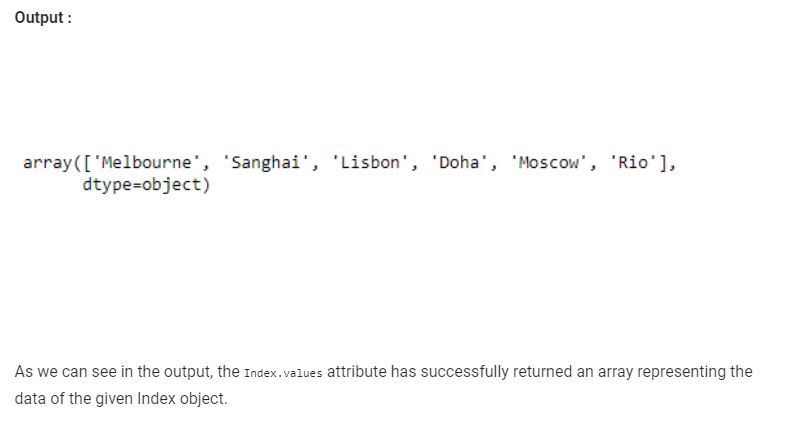 Output :
array(['Melbourne', 'Sanghai', 'Lisbon', 'Doha', 'Moscow', 'Rio'],
dtype=object)
As we can see in the output, the Index.values attribute has successfully returned an array representing the
data of the given Index object.